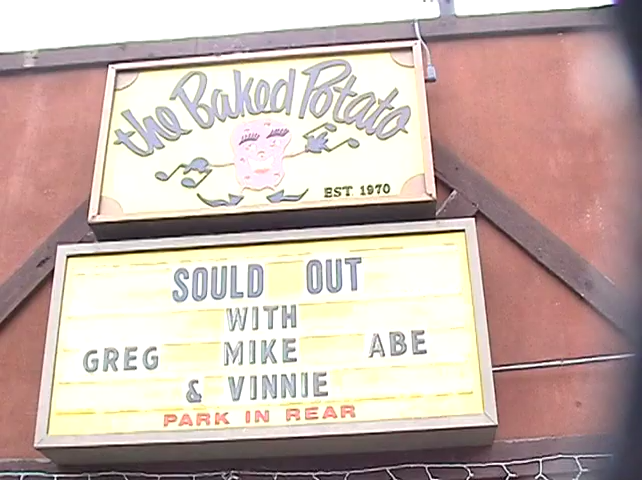 the Baked Potato
EST. 1970
SOULD OUT
WITH
GREG MIKE ABE
& VINNIE
PARK IN REAR